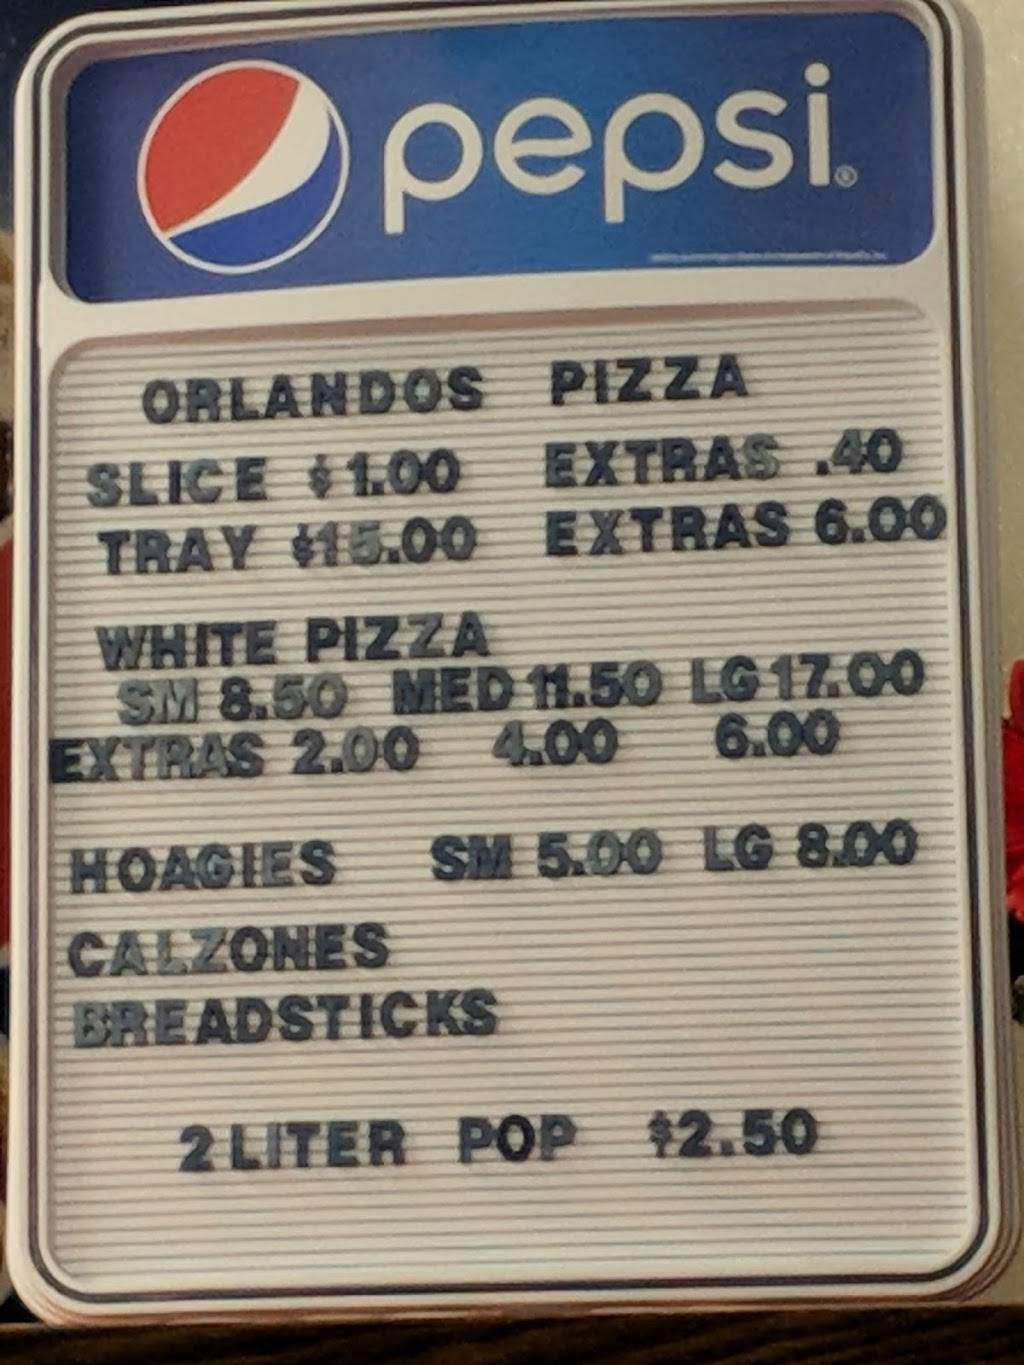 pepsi®
ORLANDOS PIZZA
SLICE $1.00 EXTRAS .40
TRAY $15.00 EXTRAS 6.00
WHITE PIZZA
SM 8.50 MED 11.50 LG 17.00
EXTRAS 2.00 4.00 6.00
HOAGIES SM 5.00 LG 8.00
CALZONES
BREADSTICKS
2 LITER POP $2.50